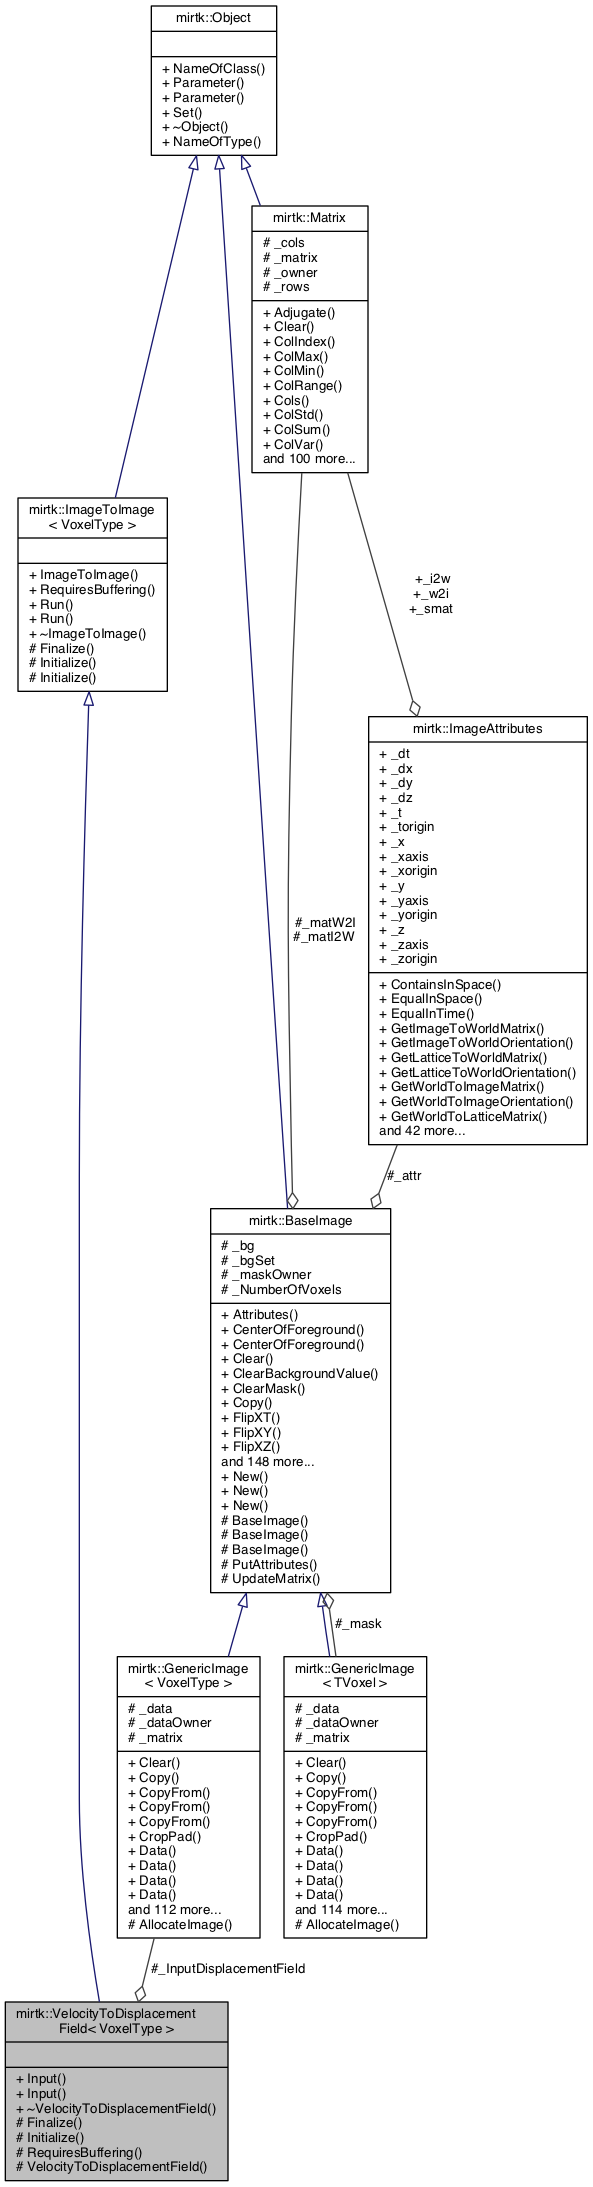 mirtk::Object
+ NameOfClass()
+ Parameter()
+ Parameter()
+ Set()
+ ~Object()
+ NameOfType()
mirtk::Matrix
# _cols
# _matrix
# _owner
# _rows
+ Adjugate()
+ Clear()
+ ColIndex()
+ ColMax()
+ ColMin()
+ ColRange()
+ Cols()
+ ColStd()
+ ColSum()
+ ColVar()
and 100 more...
mirtk::ImageToImage
< VoxelType >
+ ImageToImage()
+ RequiresBuffering()
+ Run()
+ Run()
+ ~ImageToImage()
# Finalize()
# Initialize()
# Initialize()
+_i2w
+_w2i
+_smat
mirtk::ImageAttributes
+ _dt
+ _dx
+ _dy
+ _dz
+ _t
+ _torigin
+ _x
+ _xaxis
+ _xorigin
+ _y
+ _yaxis
+ _yorigin
+ _z
+ _zaxis
+ _zorigin
+ ContainsInSpace()
+ EqualInSpace()
+ EqualInTime()
+ GetImageToWorldMatrix()
+ GetImageToWorldOrientation()
+ GetLatticeToWorldMatrix()
+ GetLatticeToWorldOrientation()
+ GetWorldToImageMatrix()
+ GetWorldToImageOrientation()
+ GetWorldToLatticeMatrix()
and 42 more...
#_matW2I
#_matI2W
#_attr
mirtk::BaseImage
# _bg
# _bgSet
# _maskOwner
# _NumberOfVoxels
+ Attributes()
+ CenterOfForeground()
+ CenterOfForeground()
+ Clear()
+ ClearBackgroundValue()
+ ClearMask()
+ Copy()
+ FlipXT()
+ FlipXY()
+ FlipXZ()
and 148 more...
+ New()
+ New()
+ New()
# BaseImage()
# BaseImage()
# BaseImage()
# PutAttributes()
# UpdateMatrix()
#_mask
mirtk::GenericImage
< VoxelType >
# _data
# _dataOwner
# _matrix
+ Clear()
+ Copy()
+ CopyFrom()
+ CopyFrom()
+ CopyFrom()
+ CropPad()
+ Data()
+ Data()
+ Data()
+ Data()
and 112 more...
# AllocateImage()
mirtk::GenericImage
< TVoxel >
# _data
# _dataOwner
# _matrix
+ Clear()
+ Copy()
+ CopyFrom()
+ CopyFrom()
+ CopyFrom()
+ CropPad()
+ Data()
+ Data()
+ Data()
+ Data()
and 114 more...
# AllocateImage()
#_InputDisplacementField
mirtk::VelocityToDisplacement
Field< VoxelType >
+ Input()
+ Input()
+ ~VelocityToDisplacementField()
# Finalize()
# Initialize()
# RequiresBuffering()
# VelocityToDisplacementField()